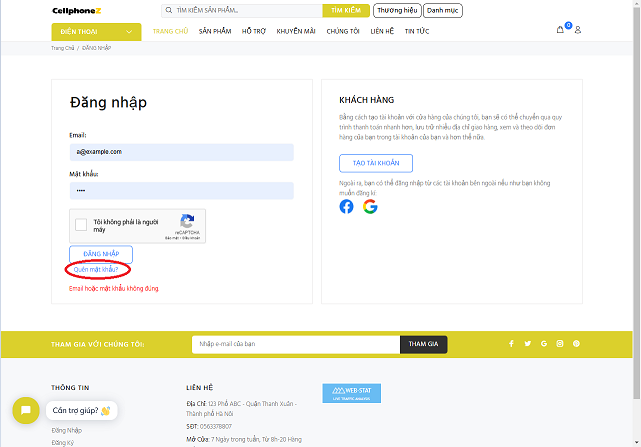 CellphoneZ
TÌM KIẾM SẢN PHẨM...
TÌM KIẾM
Thương hiệu
Danh mục
ĐIỆN THOẠI
TRANG CHỦ
SẢN PHẨM
HỖ TRỢ
KHUYẾN MÃI
CHÚNG TÔI
LIÊN HỆ
TIN TỨC
0
Trang Chủ / ĐĂNG NHẬP
Đăng nhập
Email:
a@example.com
Mật khẩu:
Tôi không phải là người
máy
reCAPTCHA
Bảo mật - Điều khoản
ĐĂNG NHẬP
Quên mật khẩu?
Email hoặc mật khẩu không đúng
KHÁCH HÀNG
Bằng cách tạo tài khoản với cửa hàng của chúng tôi, bạn sẽ có thể chuyển qua quy
trình thanh toán nhanh hơn, lưu trữ nhiều địa chỉ giao hàng, xem và theo dõi đơn
hàng của bạn trong tài khoản của bạn và hơn thế nữa.
TẠO TÀI KHOẢN
Ngoài ra, bạn có thể đăng nhập từ các tài khoản bên ngoài nếu như bạn không
muốn đăng kí
THAM GIA VỚI CHÚNG TÔI:
Nhập e-mail của bạn
THAM GIA
THÔNG TIN
Đăng Nhập
Đăng Ký
Cần trợ giúp? 👋
LIÊN HỆ
Địa Chỉ: 123 Phố ABC - Quận Thanh Xuân -
Thành phố Hà Nội
SĐT: 0563378807
Mở Cửa: 7 Ngày trong tuần, Từ 8h-20 Hàng
WEB-STAT
LIVE TRAFFIC ANALYSIS